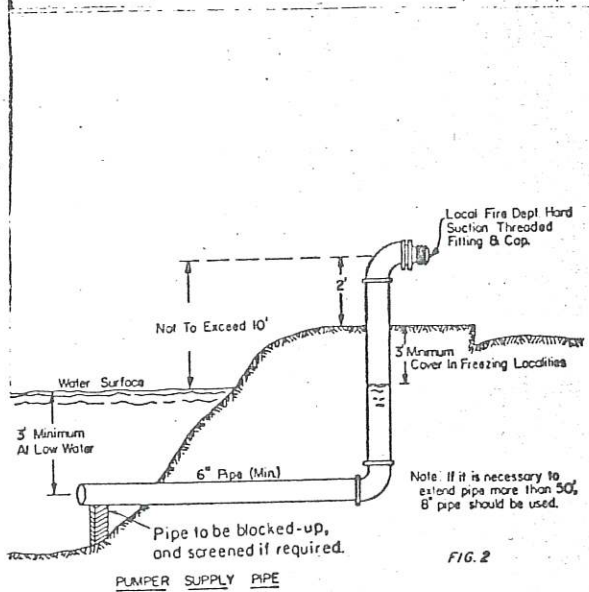 Local Fire Dept. Hard
Suction Threaded
Fitting & Cap.
2'
Not To Exceed 10'
3' Minimum
Cover In Freezing Localities
Water Surface
3' Minimum
At Low Water
6" Pipe (Min.)
Note: If it is necessary to
extend pipe more than 50',
8" pipe should be used.
Pipe to be blocked-up,
and screened if required.
FIG. 2
PUMPER SUPPLY PIPE